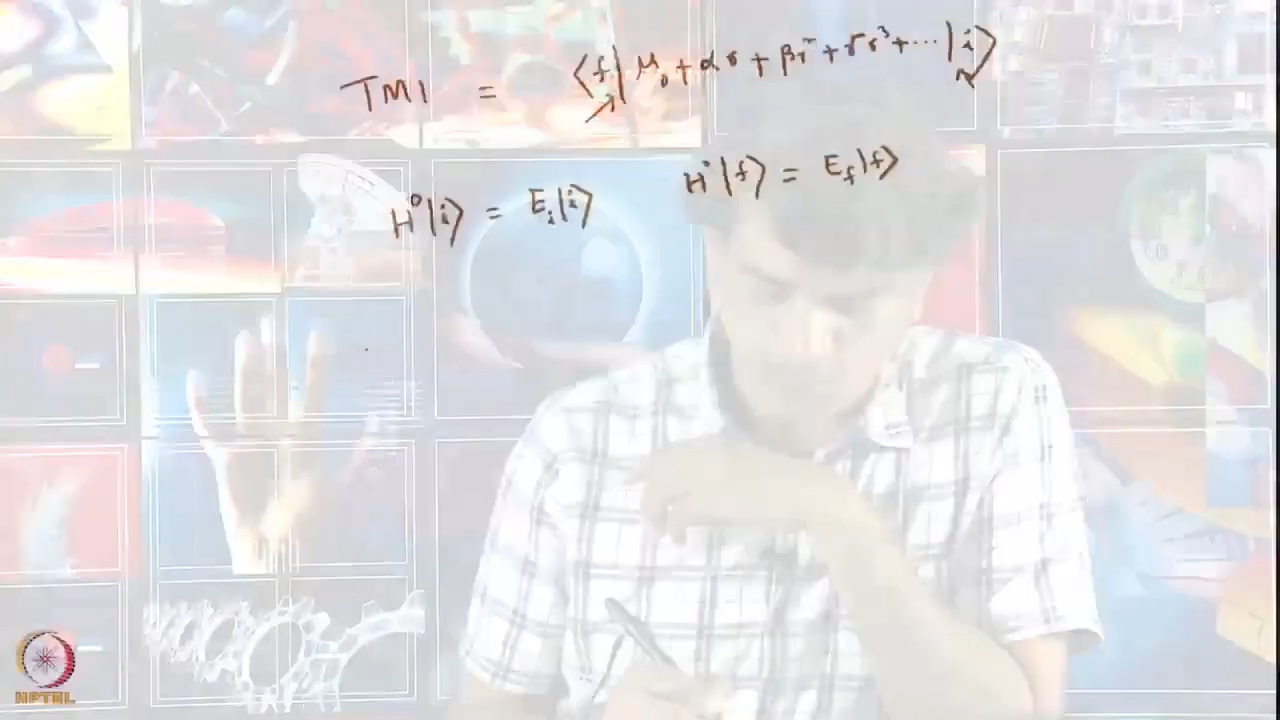 TMI = ⟨f| μ₀ + αr + βr² + γr³ + ··· |i⟩
H⁰|i⟩ = Eᵢ|i⟩ H⁰|f⟩ = E_f|f⟩
NPTEL